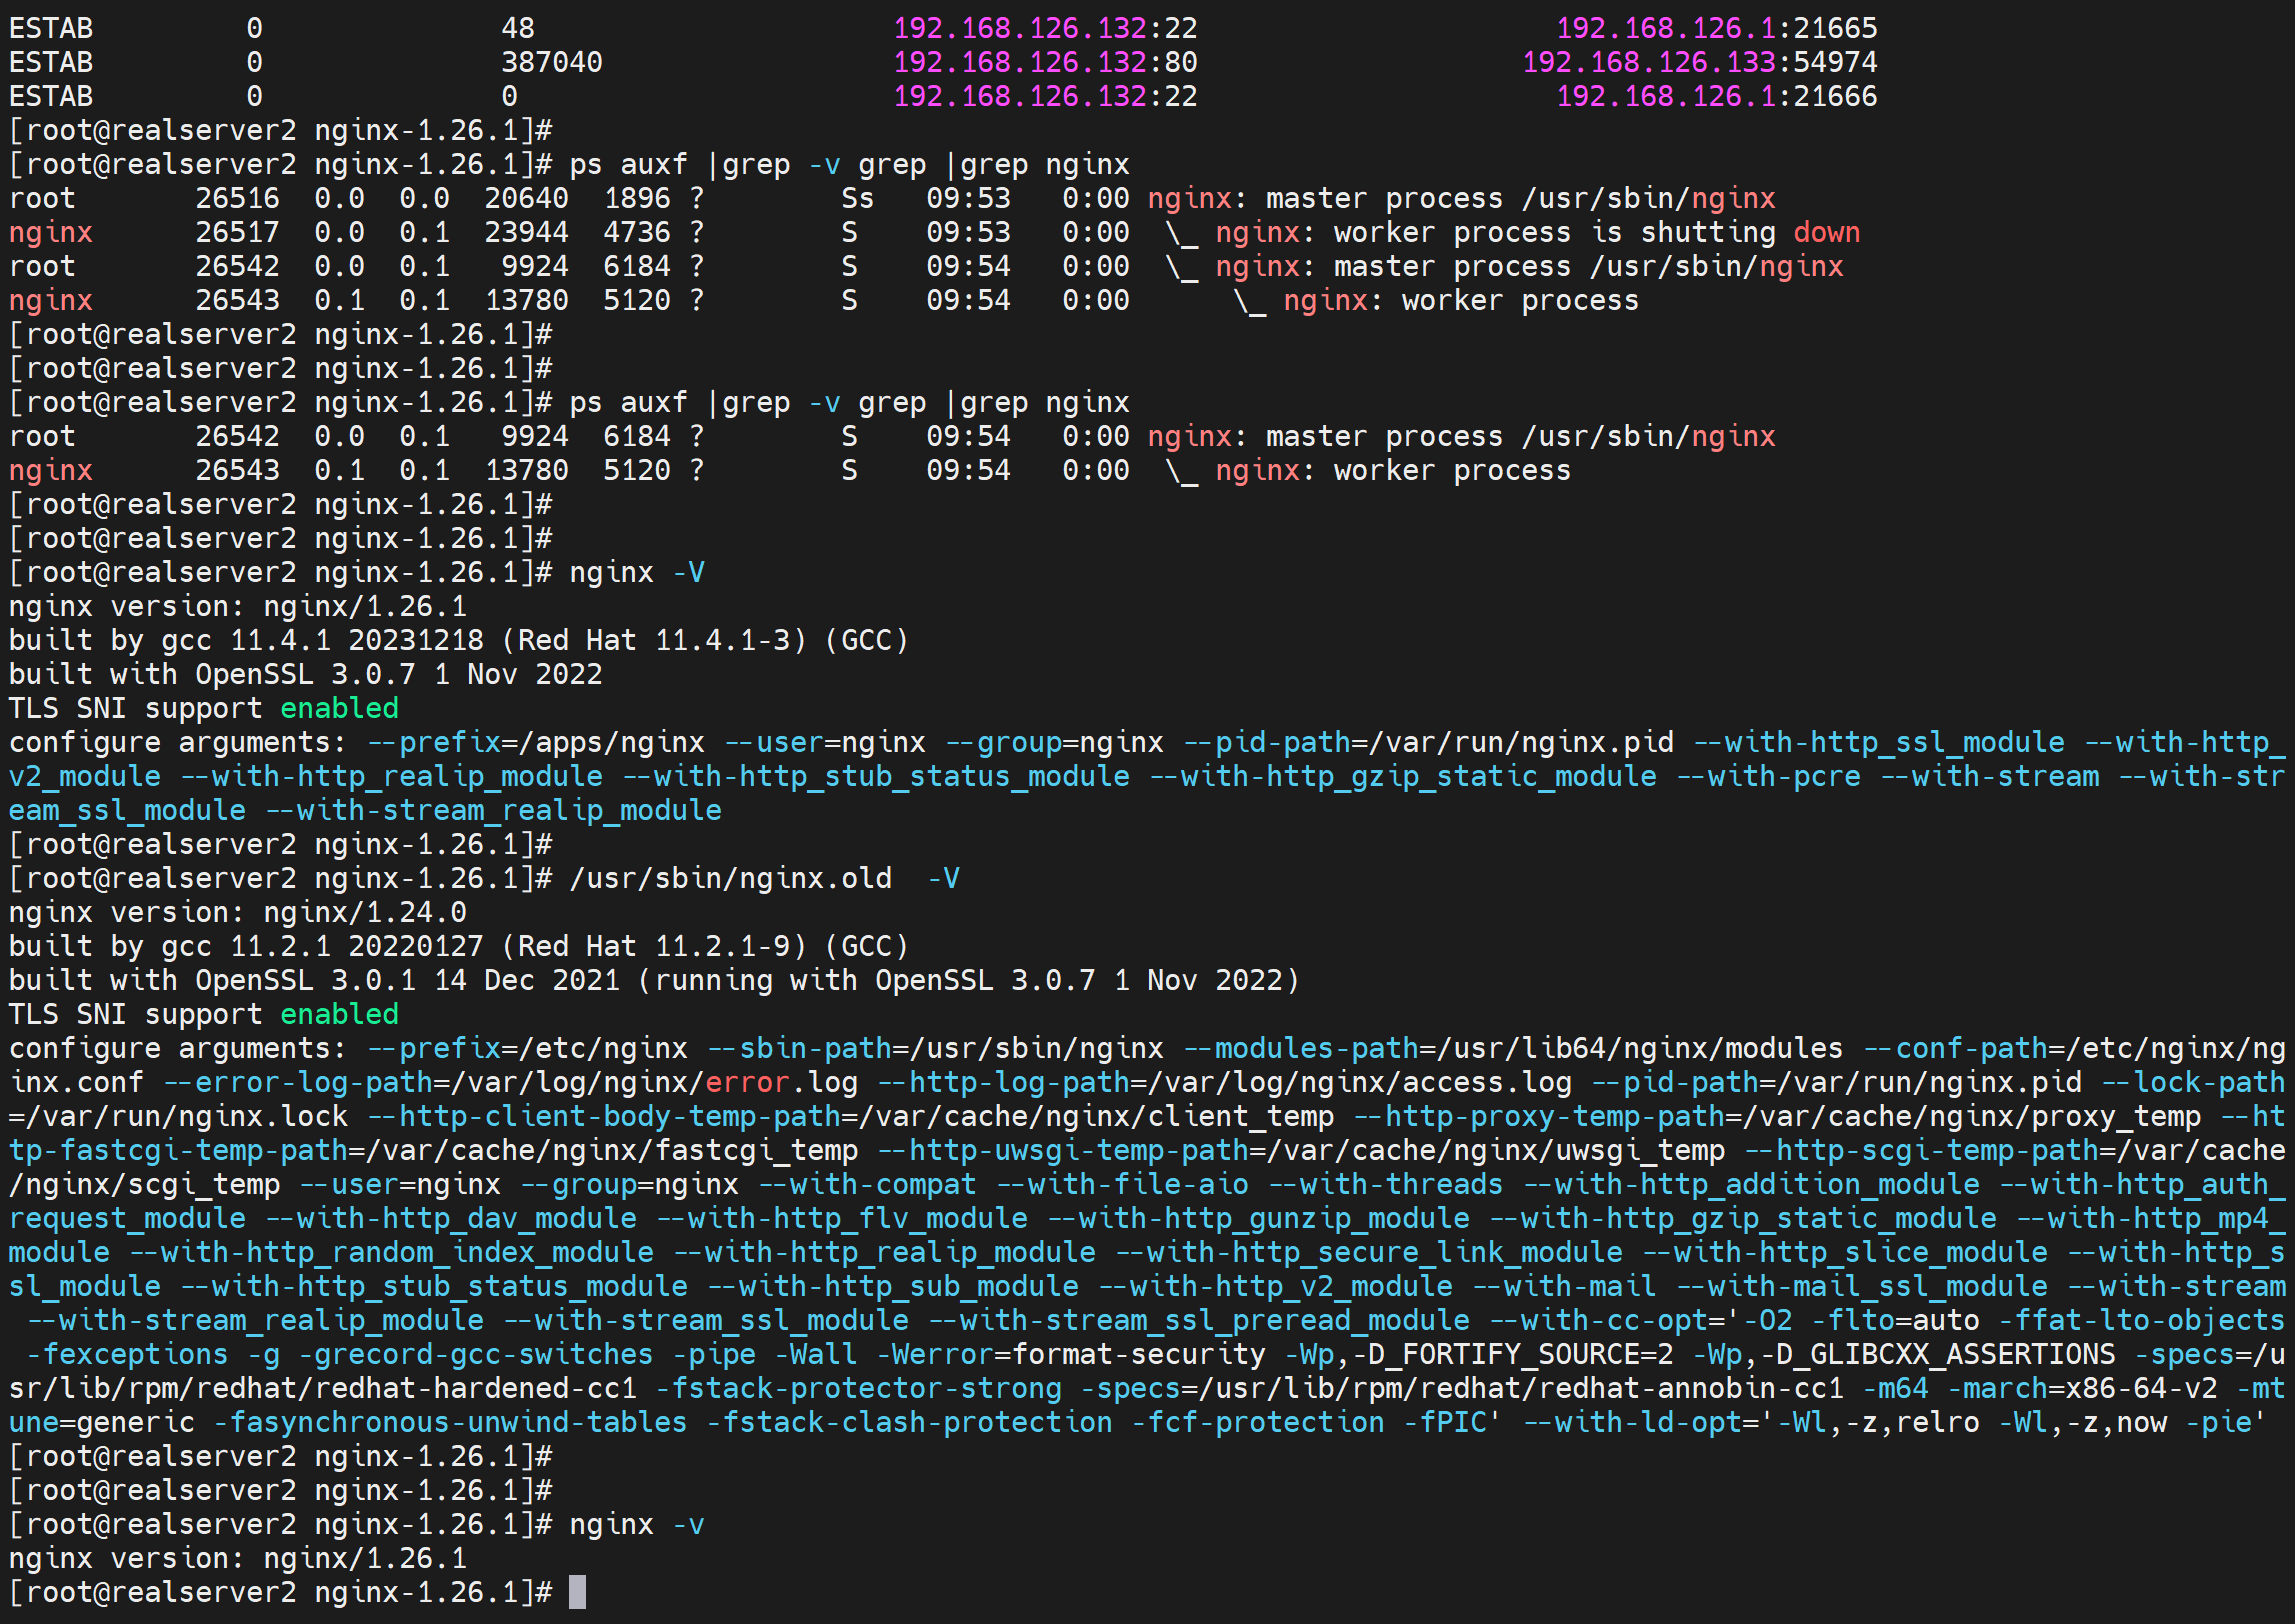 ESTAB         0              48                     192.168.126.132:22                     192.168.126.1:21665
ESTAB         0              387040                 192.168.126.132:80                   192.168.126.133:54974
ESTAB         0              0                      192.168.126.132:22                     192.168.126.1:21666
[root@realserver2 nginx-1.26.1]#
[root@realserver2 nginx-1.26.1]# ps auxf |grep -v grep |grep nginx
root       26516  0.0  0.0  20640  1896 ?        Ss   09:53   0:00 nginx: master process /usr/sbin/nginx
nginx      26517  0.0  0.1  23944  4736 ?        S    09:53   0:00  \_ nginx: worker process is shutting down
root       26542  0.0  0.1   9924  6184 ?        S    09:54   0:00  \_ nginx: master process /usr/sbin/nginx
nginx      26543  0.1  0.1  13780  5120 ?        S    09:54   0:00      \_ nginx: worker process
[root@realserver2 nginx-1.26.1]#
[root@realserver2 nginx-1.26.1]#
[root@realserver2 nginx-1.26.1]# ps auxf |grep -v grep |grep nginx
root       26542  0.0  0.1   9924  6184 ?        S    09:54   0:00 nginx: master process /usr/sbin/nginx
nginx      26543  0.1  0.1  13780  5120 ?        S    09:54   0:00  \_ nginx: worker process
[root@realserver2 nginx-1.26.1]#
[root@realserver2 nginx-1.26.1]#
[root@realserver2 nginx-1.26.1]# nginx -V
nginx version: nginx/1.26.1
built by gcc 11.4.1 20231218 (Red Hat 11.4.1-3) (GCC)
built with OpenSSL 3.0.7 1 Nov 2022
TLS SNI support enabled
configure arguments: --prefix=/apps/nginx --user=nginx --group=nginx --pid-path=/var/run/nginx.pid --with-http_ssl_module --with-http_
v2_module --with-http_realip_module --with-http_stub_status_module --with-http_gzip_static_module --with-pcre --with-stream --with-str
eam_ssl_module --with-stream_realip_module
[root@realserver2 nginx-1.26.1]#
[root@realserver2 nginx-1.26.1]# /usr/sbin/nginx.old  -V
nginx version: nginx/1.24.0
built by gcc 11.2.1 20220127 (Red Hat 11.2.1-9) (GCC)
built with OpenSSL 3.0.1 14 Dec 2021 (running with OpenSSL 3.0.7 1 Nov 2022)
TLS SNI support enabled
configure arguments: --prefix=/etc/nginx --sbin-path=/usr/sbin/nginx --modules-path=/usr/lib64/nginx/modules --conf-path=/etc/nginx/ng
inx.conf --error-log-path=/var/log/nginx/error.log --http-log-path=/var/log/nginx/access.log --pid-path=/var/run/nginx.pid --lock-path
=/var/run/nginx.lock --http-client-body-temp-path=/var/cache/nginx/client_temp --http-proxy-temp-path=/var/cache/nginx/proxy_temp --ht
tp-fastcgi-temp-path=/var/cache/nginx/fastcgi_temp --http-uwsgi-temp-path=/var/cache/nginx/uwsgi_temp --http-scgi-temp-path=/var/cache
/nginx/scgi_temp --user=nginx --group=nginx --with-compat --with-file-aio --with-threads --with-http_addition_module --with-http_auth_
request_module --with-http_dav_module --with-http_flv_module --with-http_gunzip_module --with-http_gzip_static_module --with-http_mp4_
module --with-http_random_index_module --with-http_realip_module --with-http_secure_link_module --with-http_slice_module --with-http_s
sl_module --with-http_stub_status_module --with-http_sub_module --with-http_v2_module --with-mail --with-mail_ssl_module --with-stream
 --with-stream_realip_module --with-stream_ssl_module --with-stream_ssl_preread_module --with-cc-opt='-O2 -flto=auto -ffat-lto-objects
 -fexceptions -g -grecord-gcc-switches -pipe -Wall -Werror=format-security -Wp,-D_FORTIFY_SOURCE=2 -Wp,-D_GLIBCXX_ASSERTIONS -specs=/u
sr/lib/rpm/redhat/redhat-hardened-cc1 -fstack-protector-strong -specs=/usr/lib/rpm/redhat/redhat-annobin-cc1 -m64 -march=x86-64-v2 -mt
une=generic -fasynchronous-unwind-tables -fstack-clash-protection -fcf-protection -fPIC' --with-ld-opt='-Wl,-z,relro -Wl,-z,now -pie'
[root@realserver2 nginx-1.26.1]#
[root@realserver2 nginx-1.26.1]#
[root@realserver2 nginx-1.26.1]# nginx -v
nginx version: nginx/1.26.1
[root@realserver2 nginx-1.26.1]#